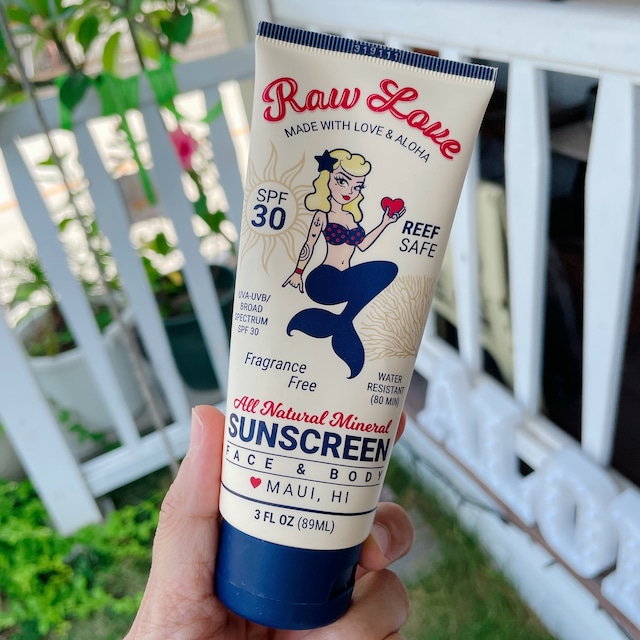 Raw Love
MADE WITH LOVE & ALOHA
SPF
30
REEF
SAFE
UVA-UVB/
BROAD
SPECTRUM
SPF 30
Fragrance
Free
WATER
RESISTANT
(80 MIN)
All Natural Mineral
SUNSCREEN
FACE & BODY
MAUI, HI
3 FL OZ (89ML)